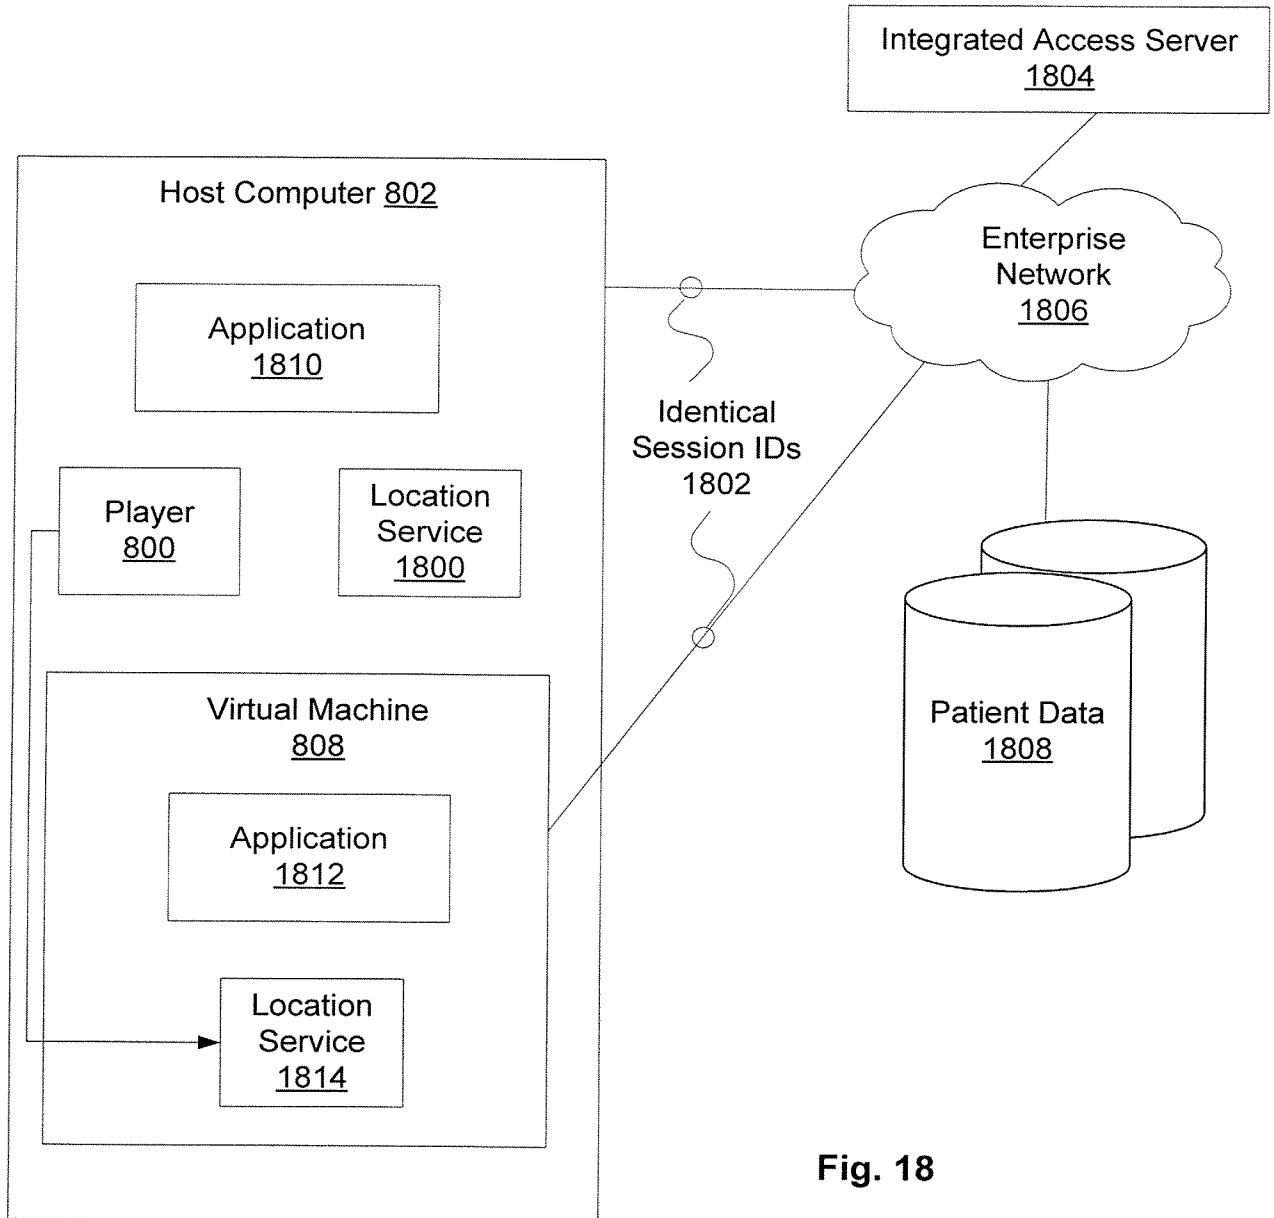 Integrated Access Server
1804
Host Computer 802
Enterprise
Network
1806
Application
1810
Identical
Session IDs
1802
Player
800
Location
Service
1800
Virtual Machine
808
Patient Data
1808
Application
1812
Location
Service
1814
Fig. 18